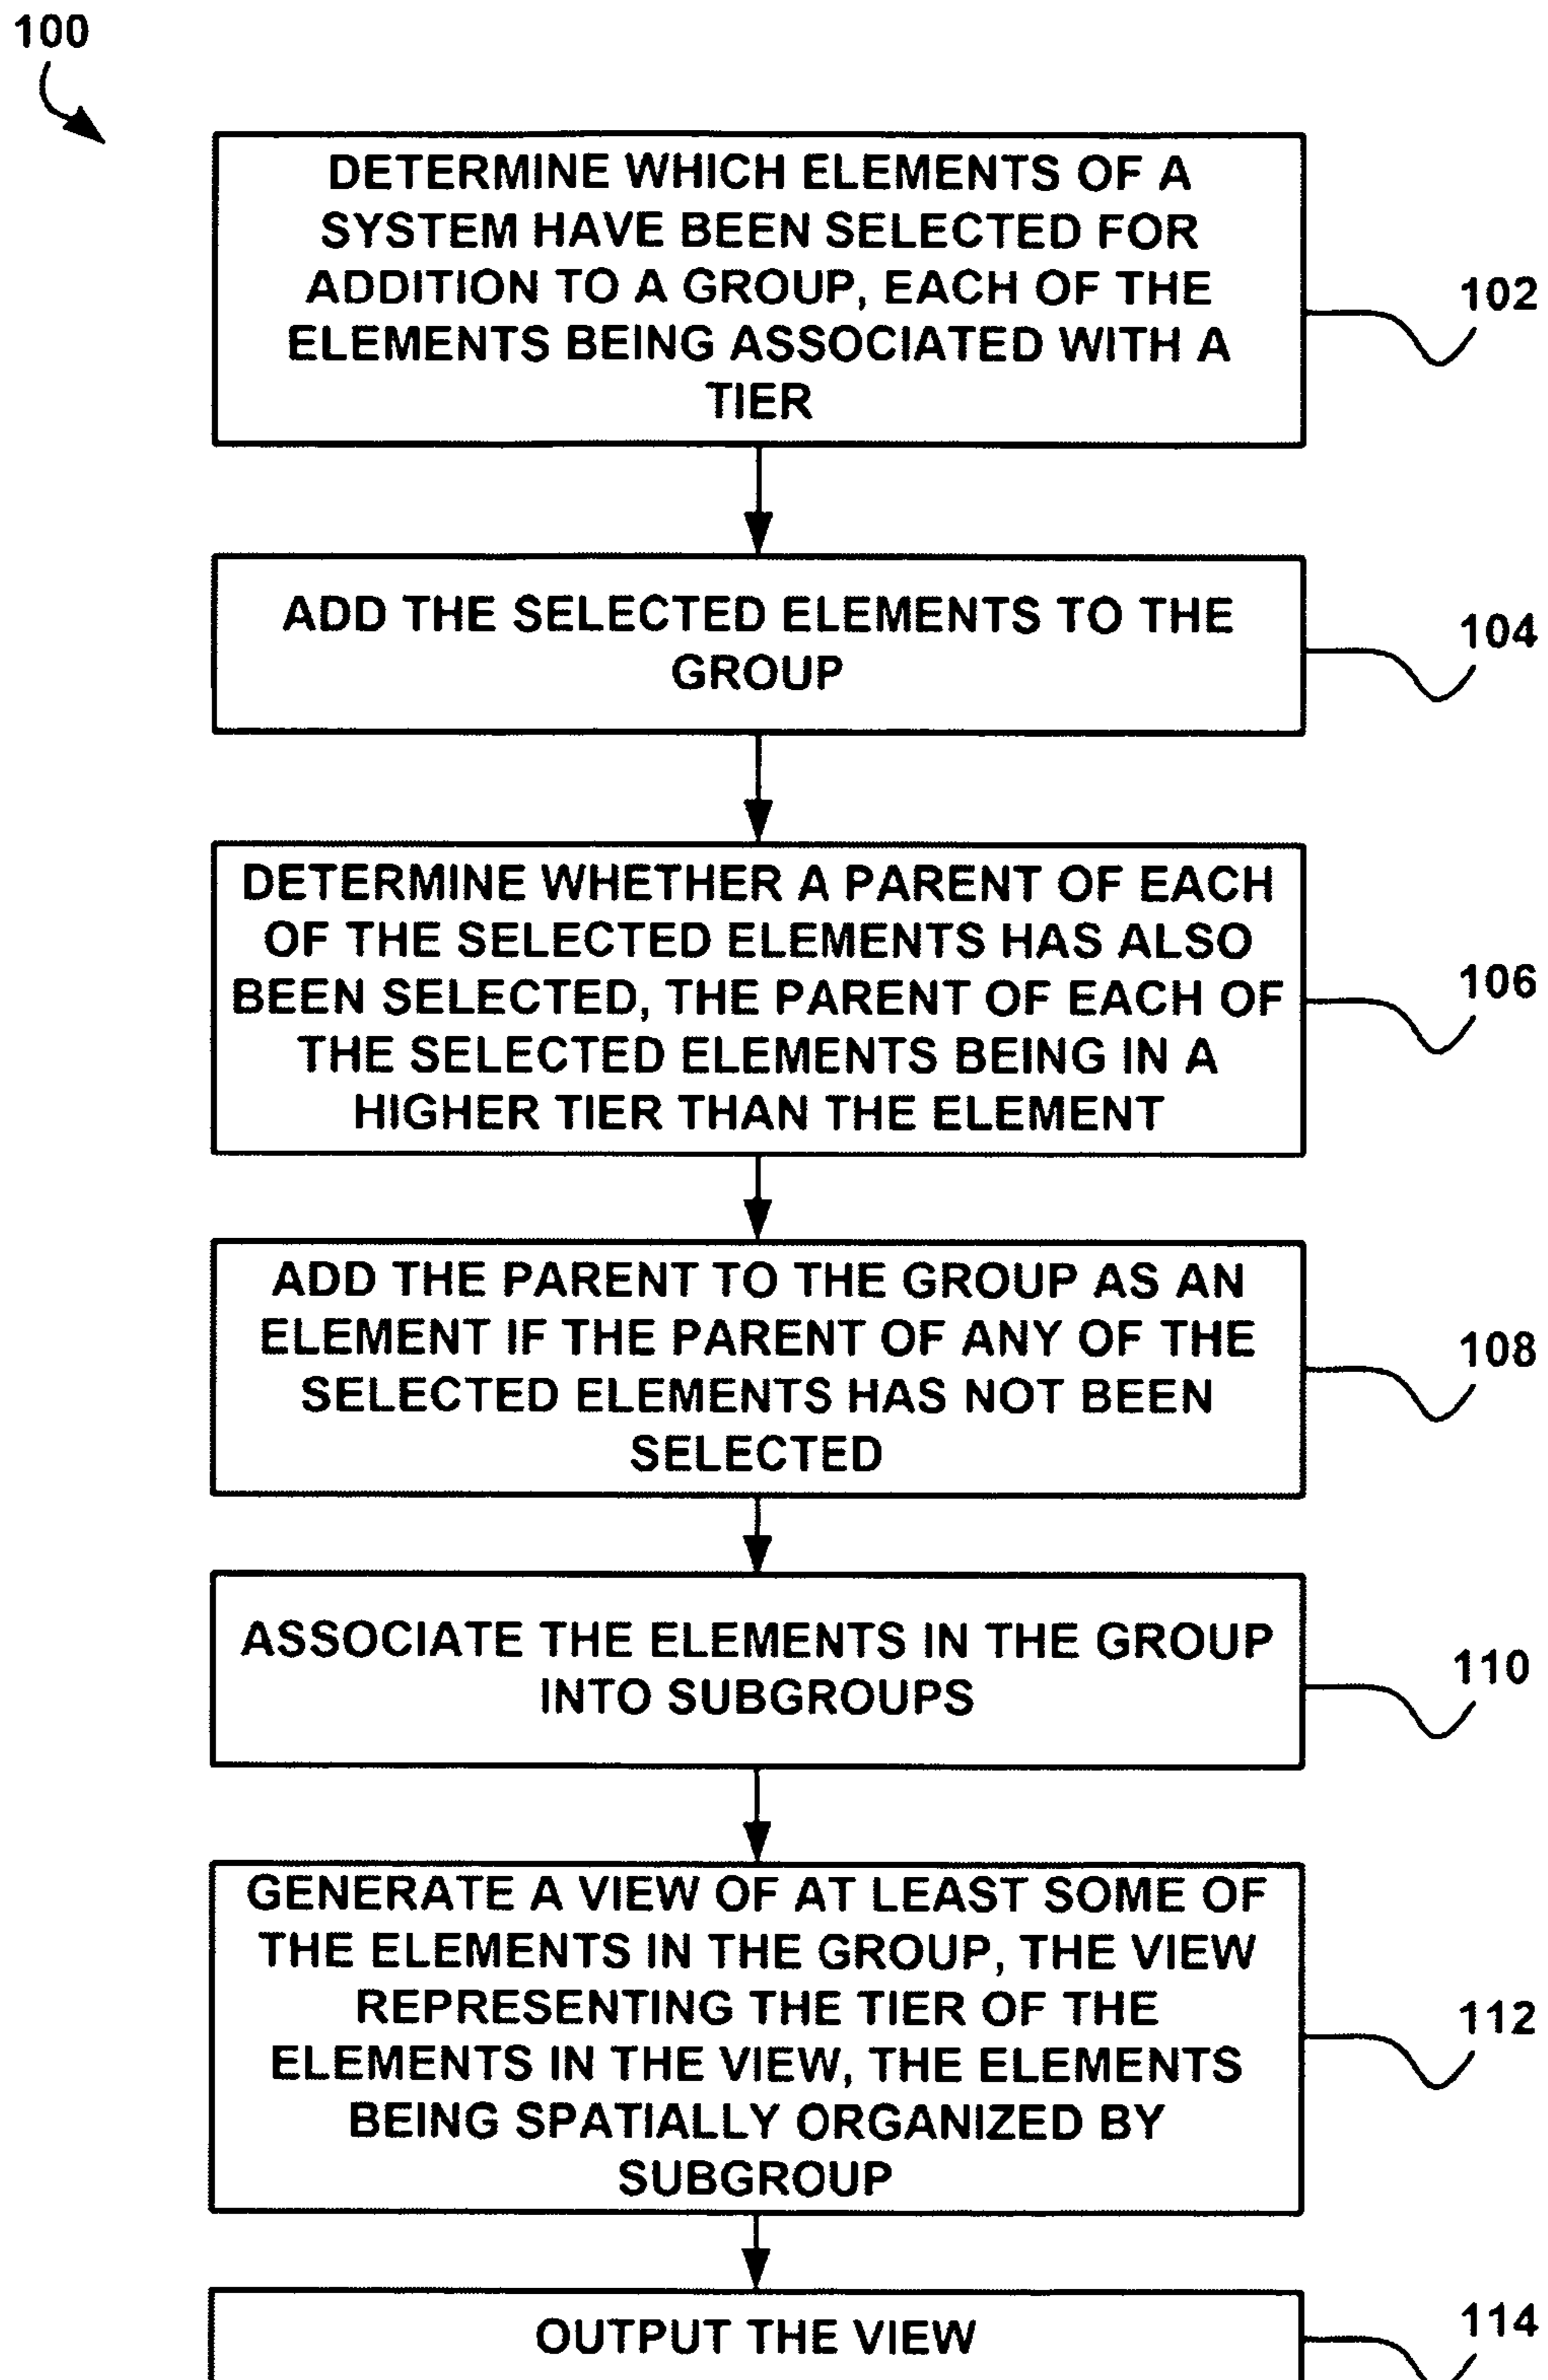 100
DETERMINE WHICH ELEMENTS OF A
SYSTEM HAVE BEEN SELECTED FOR
ADDITION TO A GROUP, EACH OF THE
ELEMENTS BEING ASSOCIATED WITH A
TIER
102
ADD THE SELECTED ELEMENTS TO THE
GROUP
104
DETERMINE WHETHER A PARENT OF EACH
OF THE SELECTED ELEMENTS HAS ALSO
BEEN SELECTED, THE PARENT OF EACH OF
THE SELECTED ELEMENTS BEING IN A
HIGHER TIER THAN THE ELEMENT
106
ADD THE PARENT TO THE GROUP AS AN
ELEMENT IF THE PARENT OF ANY OF THE
SELECTED ELEMENTS HAS NOT BEEN
SELECTED
108
ASSOCIATE THE ELEMENTS IN THE GROUP
INTO SUBGROUPS
110
GENERATE A VIEW OF AT LEAST SOME OF
THE ELEMENTS IN THE GROUP, THE VIEW
REPRESENTING THE TIER OF THE
ELEMENTS IN THE VIEW, THE ELEMENTS
BEING SPATIALLY ORGANIZED BY
SUBGROUP
112
OUTPUT THE VIEW
114